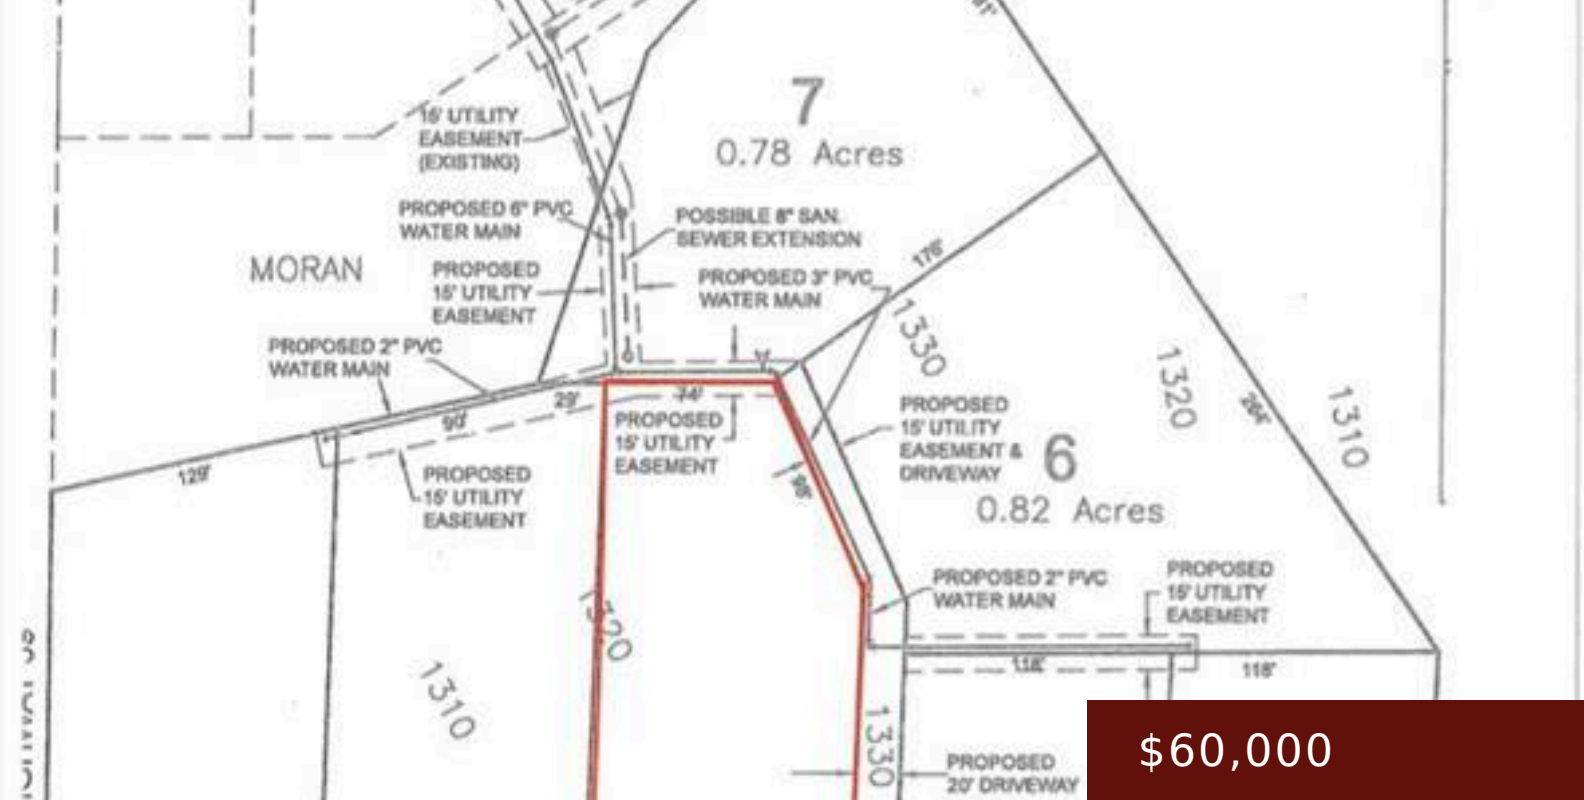 7
0.78 Acres
15' UTILITY
EASEMENT
(EXISTING)
PROPOSED 6" PVC
WATER MAIN
POSSIBLE 8" SAN.
SEWER EXTENSION
MORAN
PROPOSED
15' UTILITY
EASEMENT
PROPOSED 3" PVC
WATER MAIN
176'
1330
PROPOSED 2" PVC
WATER MAIN
1320
264'
1310
29'
74'
90'
PROPOSED
15' UTILITY
EASEMENT
PROPOSED
15' UTILITY
EASEMENT &
DRIVEWAY
6
0.82 Acres
129'
PROPOSED
15' UTILITY
EASEMENT
98'
PROPOSED 2" PVC
WATER MAIN
PROPOSED
15' UTILITY
EASEMENT
1320
1310
118'
118'
1330
PROPOSED
20' DRIVEWAY
$60,000